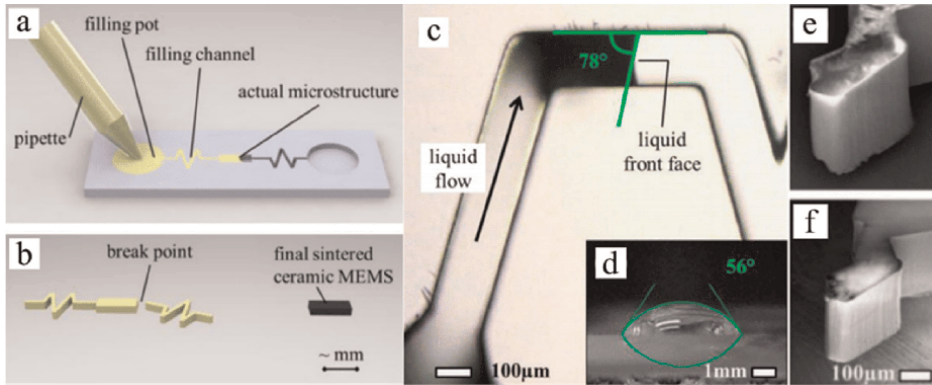 a
filling pot
filling channel
actual microstructure
pipette
b
break point
final sintered
ceramic MEMS
~ mm
c
78°
liquid
flow
liquid
front face
100µm
d
56°
1mm
e
f
100µm